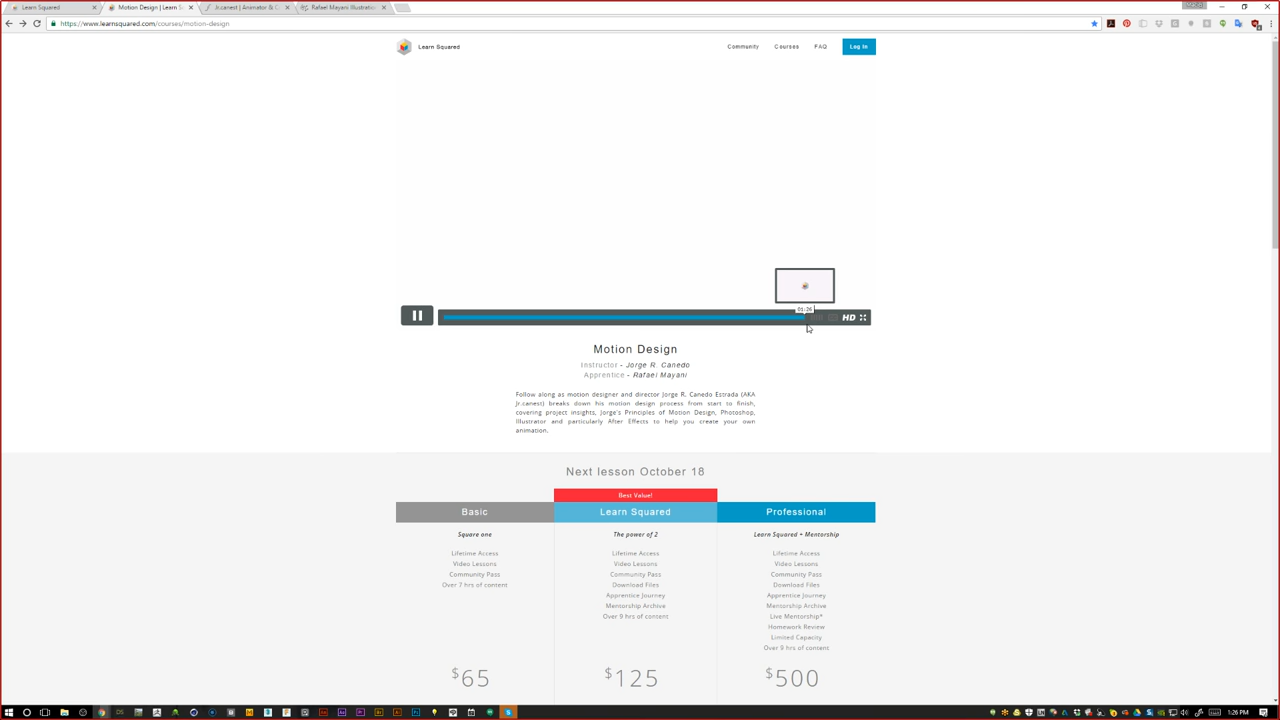 Learn Squared
Motion Design | Learn S
Jr.canest | Animator & C
Rafael Mayani Illustration
https://www.learnsquared.com/courses/motion-design
Learn Squared
Community
Courses
FAQ
Log In
01:26
HD
Motion Design
Instructor - Jorge R. Canedo
Apprentice - Rafael Mayani
Follow along as motion designer and director Jorge R. Canedo Estrada (AKA
Jr.canest) breaks down his motion design process from start to finish,
covering project insights, Jorge's Principles of Motion Design, Photoshop,
Illustrator and particularly After Effects to help you create your own
animation.
Next lesson October 18
Best Value!
Basic
Learn Squared
Professional
Square one
The power of 2
Learn Squared + Mentorship
Lifetime Access
Video Lessons
Community Pass
Over 7 hrs of content
Lifetime Access
Video Lessons
Community Pass
Download Files
Apprentice Journey
Mentorship Archive
Over 9 hrs of content
Lifetime Access
Video Lessons
Community Pass
Download Files
Apprentice Journey
Mentorship Archive
Live Mentorship*
Homework Review
Limited Capacity
Over 9 hrs of content
$65
$125
$500
1:26 PM